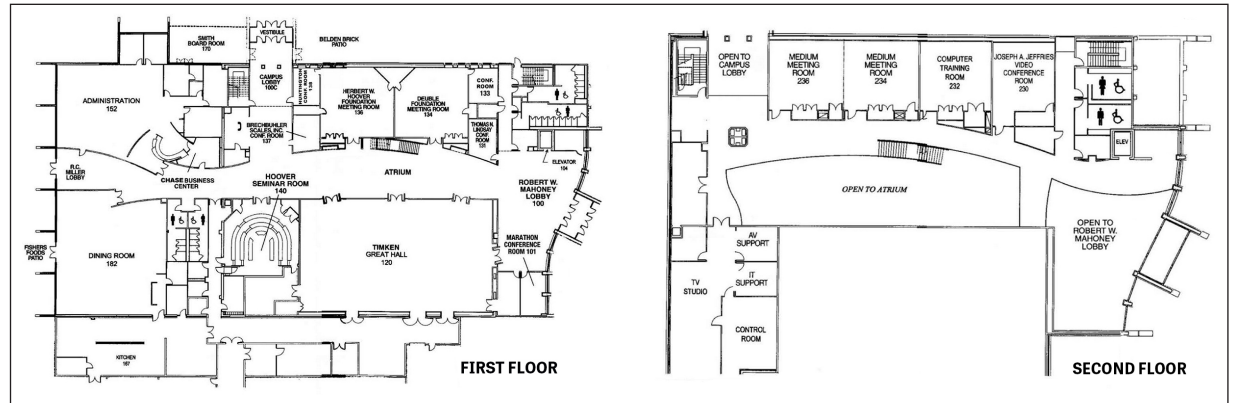 SMITH
BOARD ROOM
170
VESTIBULE
BELDEN BRICK
PATIO
ADMINISTRATION
152
CAMPUS
LOBBY
100C
HUNTINGTON
CONF. ROOM
138
HERBERT W.
HOOVER
FOUNDATION
MEETING ROOM
136
DEUBLE
FOUNDATION
MEETING ROOM
134
CONF.
ROOM
133
BRECHBUHLER
SCALES, INC.
CONF. ROOM
137
THOMAS N.
LINDSAY
CONF.
ROOM
131
ELEVATOR
104
R.C.
MILLER
LOBBY
CHASE BUSINESS
CENTER
HOOVER
SEMINAR ROOM
140
ATRIUM
ROBERT W.
MAHONEY
LOBBY
100
FISHERS
FOODS
PATIO
DINING ROOM
182
TIMKEN
GREAT HALL
120
MARATHON
CONFERENCE
ROOM 101
KITCHEN
187
FIRST FLOOR
OPEN TO
CAMPUS
LOBBY
MEDIUM
MEETING
ROOM
236
MEDIUM
MEETING
ROOM
234
COMPUTER
TRAINING
ROOM
232
JOSEPH A. JEFFRIES
VIDEO
CONFERENCE
ROOM
230
ELEV
OPEN TO ATRIUM
OPEN TO
ROBERT W.
MAHONEY
LOBBY
AV
SUPPORT
TV
STUDIO
IT
SUPPORT
CONTROL
ROOM
SECOND FLOOR